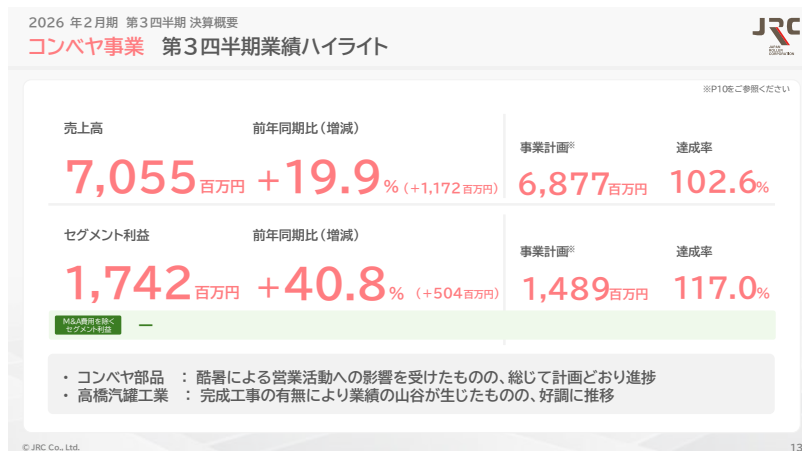 2026 年2月期 第3四半期 決算概要
コンベヤ事業 第3四半期業績ハイライト
JRC
JAPAN
ROLLER
CORPORATION
※P10をご参照ください
売上高 前年同期比(増減)
事業計画※ 達成率
7,055百万円 +19.9%(+1,172百万円) 6,877百万円 102.6%
セグメント利益 前年同期比(増減)
事業計画※ 達成率
1,742百万円 +40.8% (+504百万円) 1,489百万円 117.0%
M&A費用を除く
セグメント利益
ー
・ コンベヤ部品 : 酷暑による営業活動への影響を受けたものの、総じて計画どおり進捗
・ 高橋汽罐工業 : 完成工事の有無により業績の山谷が生じたものの、好調に推移
© JRC Co., Ltd.
13